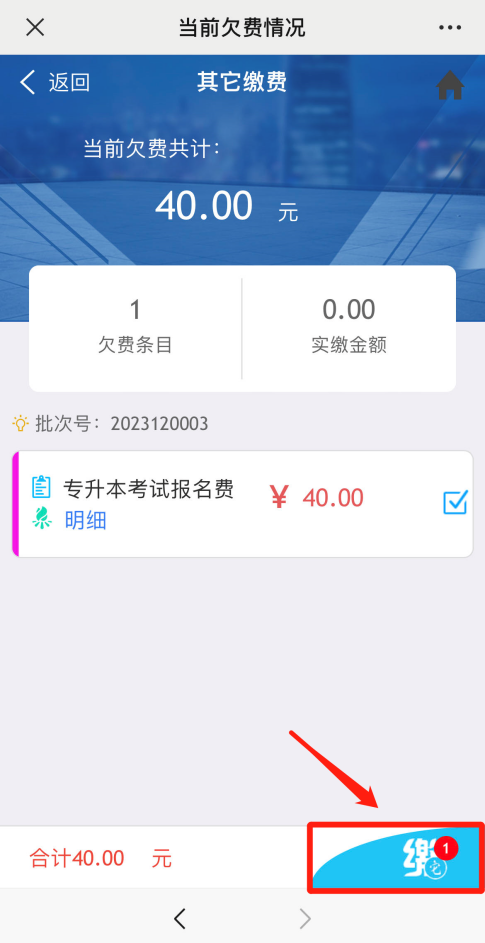 当前欠费情况
返回
其它缴费
当前欠费共计：
40.00 元
1
0.00
欠费条目
实缴金额
批次号：2023120003
专升本考试报名费
¥ 40.00
明细
合计40.00 元
缴
它
1